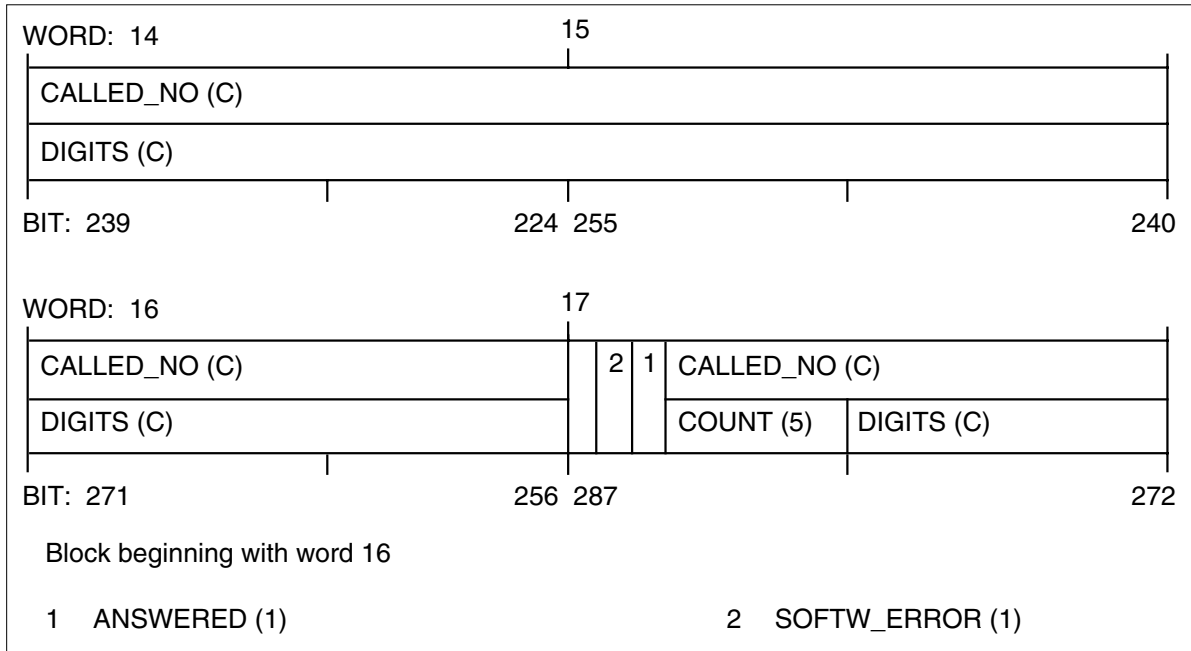 WORD: 14 15
CALLED_NO (C)
DIGITS (C)
BIT: 239 224 255 240
WORD: 16 17
CALLED_NO (C) 2 1 CALLED_NO (C)
DIGITS (C) COUNT (5) DIGITS (C)
BIT: 271 256 287 272
Block beginning with word 16
1 ANSWERED (1) 2 SOFTW_ERROR (1)